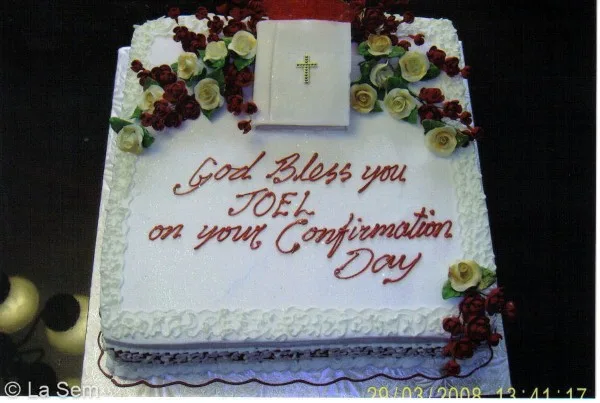 God Bless you
JOEL
on your Confirmation
Day
© La Sem
29/03/2008 13:41:17